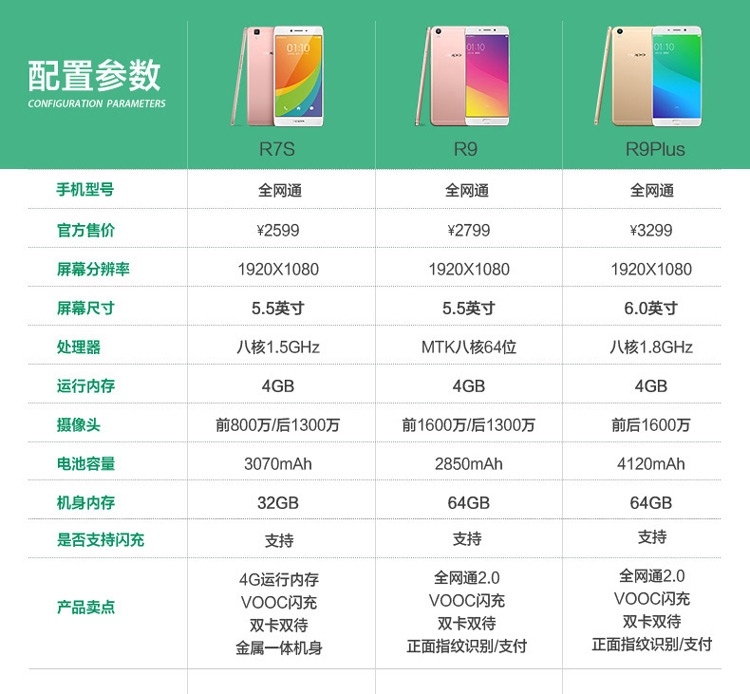 配置参数
CONFIGURATION PARAMETERS
01:10
01:10
01:10
oppo
R7S R9 R9Plus
手机型号 全网通 全网通 全网通
官方售价 ¥2599 ¥2799 ¥3299
屏幕分辨率 1920X1080 1920X1080 1920X1080
屏幕尺寸 5.5英寸 5.5英寸 6.0英寸
处理器 八核1.5GHz MTK八核64位 八核1.8GHz
运行内存 4GB 4GB 4GB
摄像头 前800万/后1300万 前1600万/后1300万 前后1600万
电池容量 3070mAh 2850mAh 4120mAh
机身内存 32GB 64GB 64GB
是否支持闪充 支持 支持 支持
产品卖点 4G运行内存 全网通2.0 全网通2.0
VOOC闪充 VOOC闪充 VOOC闪充
双卡双待 双卡双待 双卡双待
金属一体机身 正面指纹识别/支付 正面指纹识别/支付